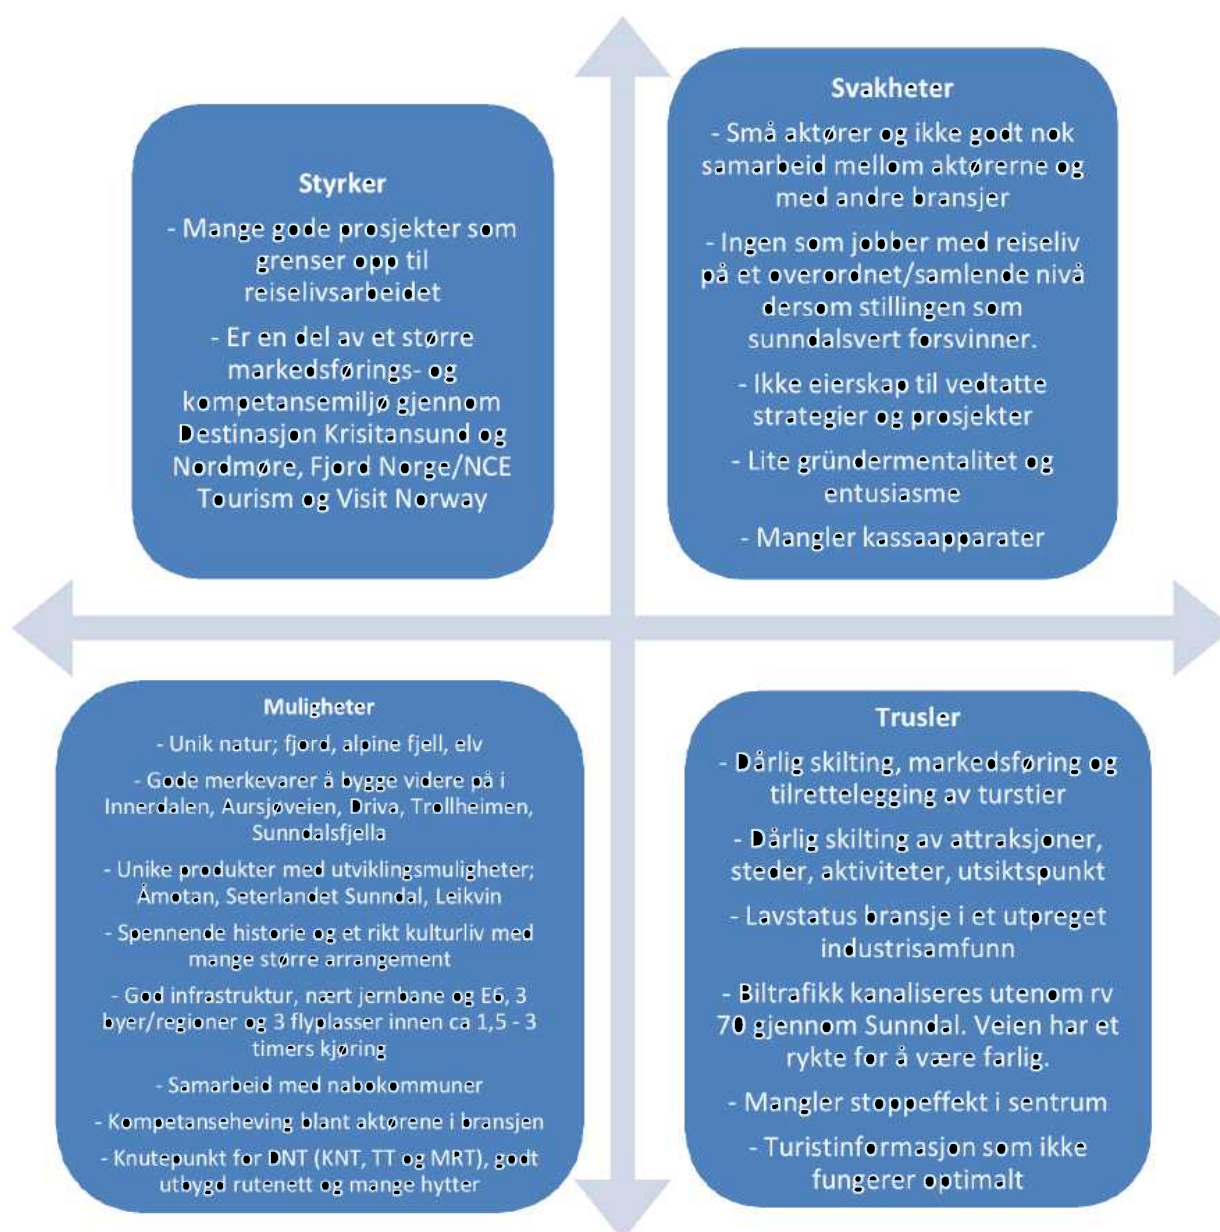 Styrker
- Mange gode prosjekter som
grenser opp til
reiselivsarbeidet
- Er en del av et større
markedsførings- og
kompetansemiljø gjennom
Destinasjon Krisitansund og
Nordmøre, Fjord Norge/NCE
Tourism og Visit Norway
Svakheter
- Små aktører og ikke godt nok
samarbeid mellom aktørerne og
med andre bransjer
- Ingen som jobber med reiseliv
på et overordnet/samlende nivå
dersom stillingen som
sunndalsvert forsvinner.
- Ikke eierskap til vedtatte
strategier og prosjekter
- Lite gründermentalitet og
entusiasme
- Mangler kassaapparater
Muligheter
- Unik natur; fjord, alpine fjell, elv
- Gode merkevarer å bygge videre på i
Innerdalen, Aursjøveien, Driva, Trollheimen,
Sunndalsfjella
- Unike produkter med utviklingsmuligheter;
Åmotan, Seterlandet Sunndal, Leikvin
- Spennende historie og et rikt kulturliv med
mange større arrangement
- God infrastruktur, nært jernbane og E6, 3
byer/regioner og 3 flyplasser innen ca 1,5 - 3
timers kjøring
- Samarbeid med nabokommuner
- Kompetanseheving blant aktørene i bransjen
- Knutepunkt for DNT (KNT, TT og MRT), godt
utbygd rutenett og mange hytter
Trusler
- Dårlig skilting, markedsføring og
tilrettelegging av turstier
- Dårlig skilting av attraksjoner,
steder, aktiviteter, utsiktspunkt
- Lavstatus bransje i et utpreget
industrisamfunn
- Biltrafikk kanaliseres utenom rv
70 gjennom Sunndal. Veien har et
rykte for å være farlig.
- Mangler stoppeffekt i sentrum
- Turistinformasjon som ikke
fungerer optimalt